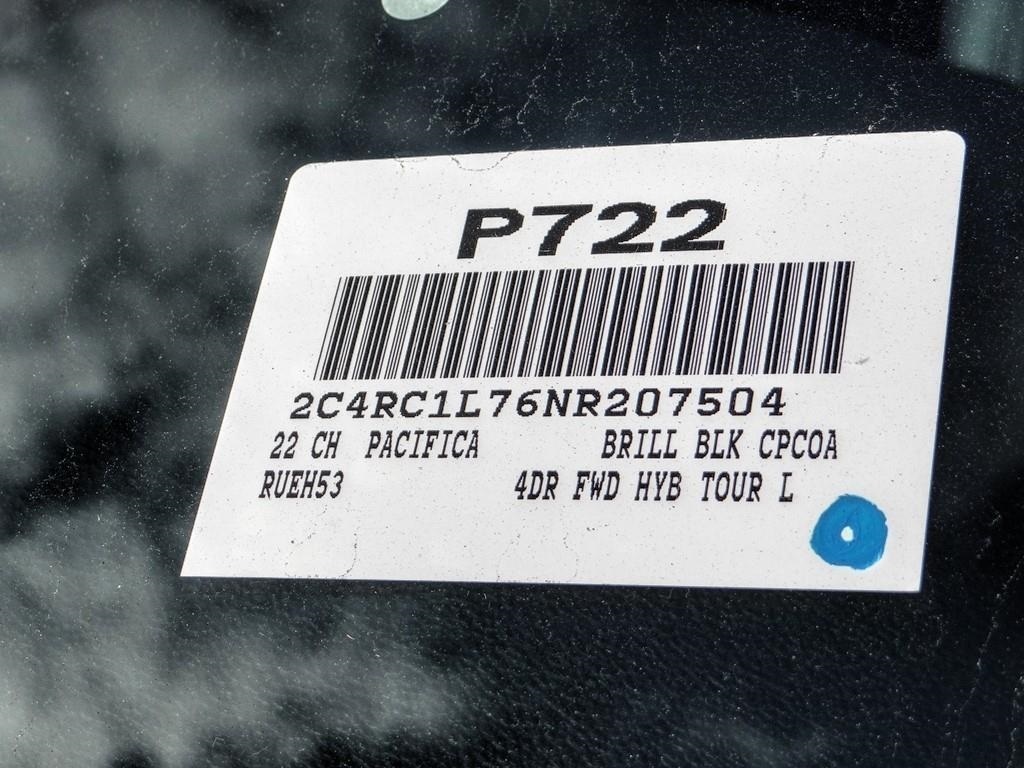 P722
2C4RC1L76NR207504
22 CH PACIFICA BRILL BLK CPCOA
RUEH53 4DR FWD HYB TOUR L